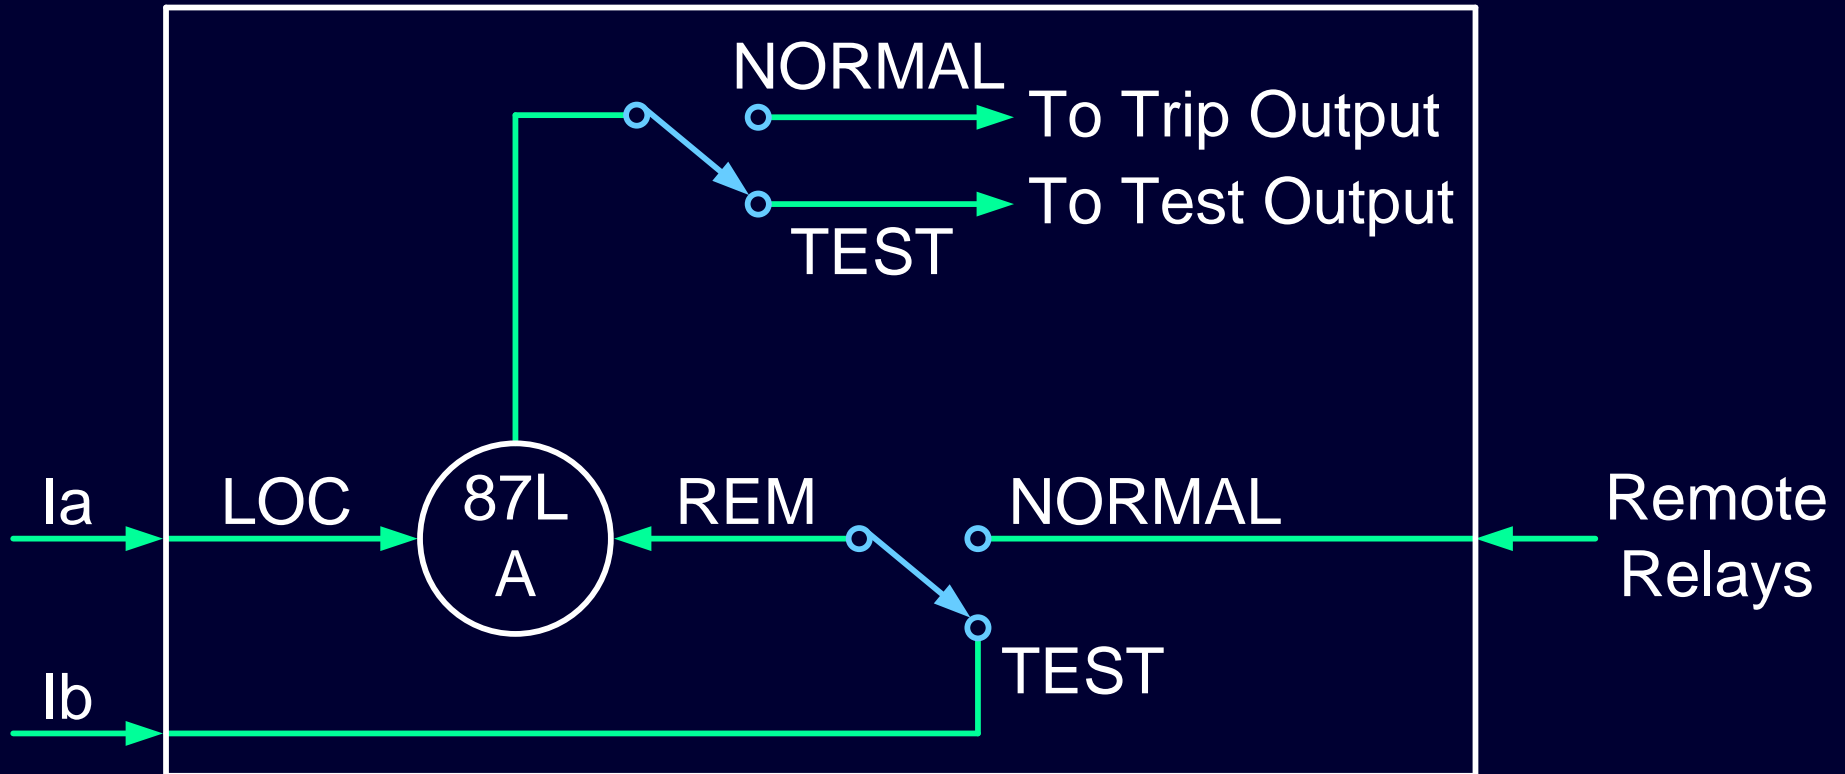 NORMAL
To Trip Output
To Test Output
TEST
Ia
LOC
87L
A
REM
NORMAL
Remote
Relays
TEST
Ib